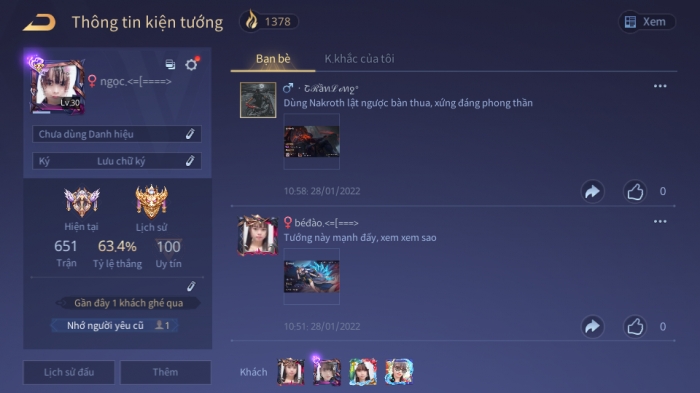 Thông tin kiện tướng
1378
Xem
ngọc.<=[====>
Lv.30
Chưa dùng Danh hiệu
Ký Lưu chữ ký
Hiện tại Lịch sử
651 63.4% 100
Trận Tỷ lệ thắng Uy tín
Gần đây 1 khách ghé qua
Nhớ người yêu cũ 1
Lịch sử đấu Thêm
Bạn bè K.khắc của tôi
Dùng Nakroth lật ngược bàn thua, xứng đáng phong thần
10:58: 28/01/2022 0
béđào.<=[===>
Tướng này mạnh đấy, xem xem sao
10:51: 28/01/2022 0
Khách